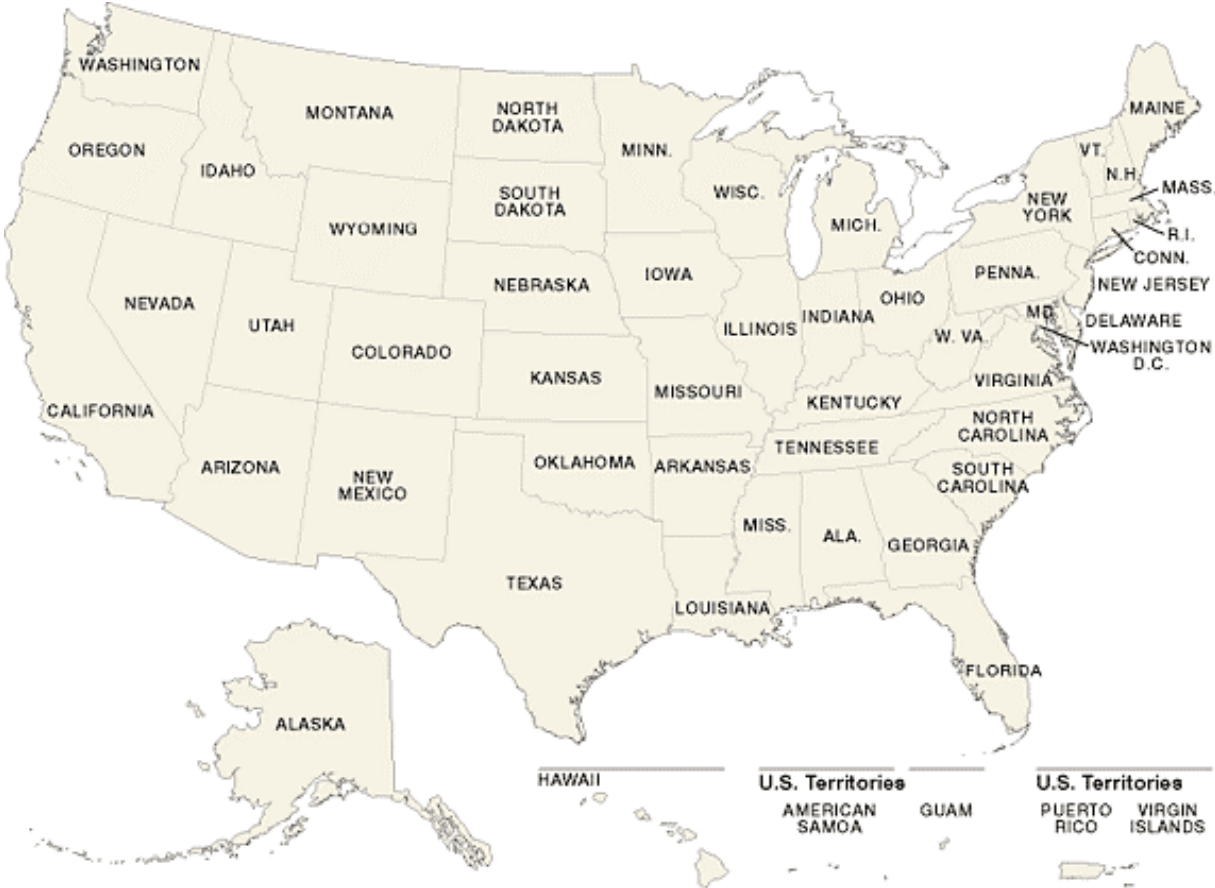 WASHINGTON
MONTANA
NORTH
DAKOTA
MINN.
MAINE
OREGON
IDAHO
VT.
N.H.
SOUTH
DAKOTA
WISC.
MICH.
NEW
YORK
MASS.
WYOMING
R.I.
CONN.
IOWA
PENNA.
NEBRASKA
NEW JERSEY
NEVADA
UTAH
ILLINOIS
INDIANA
OHIO
MD.
DELAWARE
W. VA.
WASHINGTON
D.C.
COLORADO
KANSAS
MISSOURI
VIRGINIA
KENTUCKY
CALIFORNIA
NORTH
CAROLINA
TENNESSEE
ARIZONA
NEW
MEXICO
OKLAHOMA
ARKANSAS
SOUTH
CAROLINA
MISS.
ALA.
GEORGIA
TEXAS
LOUISIANA
FLORIDA
ALASKA
HAWAII
U.S. Territories
AMERICAN
SAMOA
GUAM
U.S. Territories
PUERTO
RICO
VIRGIN
ISLANDS